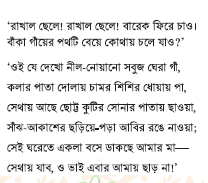 ‘রাখাল ছেলে! রাখাল ছেলে! বারেক ফিরে চাও।
বাঁকা গাঁয়ের পথটি বেয়ে কোথায় চলে যাও?’
‘ওই যে দেখো নীল-নোয়ানো সবুজ ঘেরা গাঁ,
কলার পাতা দোলায় চামর শিশির ধোয়ায় পা,
সেথায় আছে ছোট্ট কুটির সোনার পাতায় ছাওয়া,
সাঁঝ-আকাশের ছড়িয়ে-পড়া আবির রঙে নাওয়া;
সেই ঘরেতে একলা বসে ডাকছে আমার মা—
সেথায় যাব, ও ভাই এবার আমায় ছাড় না!’